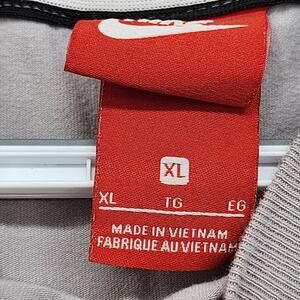 XL
XL TG EG
MADE IN VIETNAM
FABRIQUE AU VIETNAM